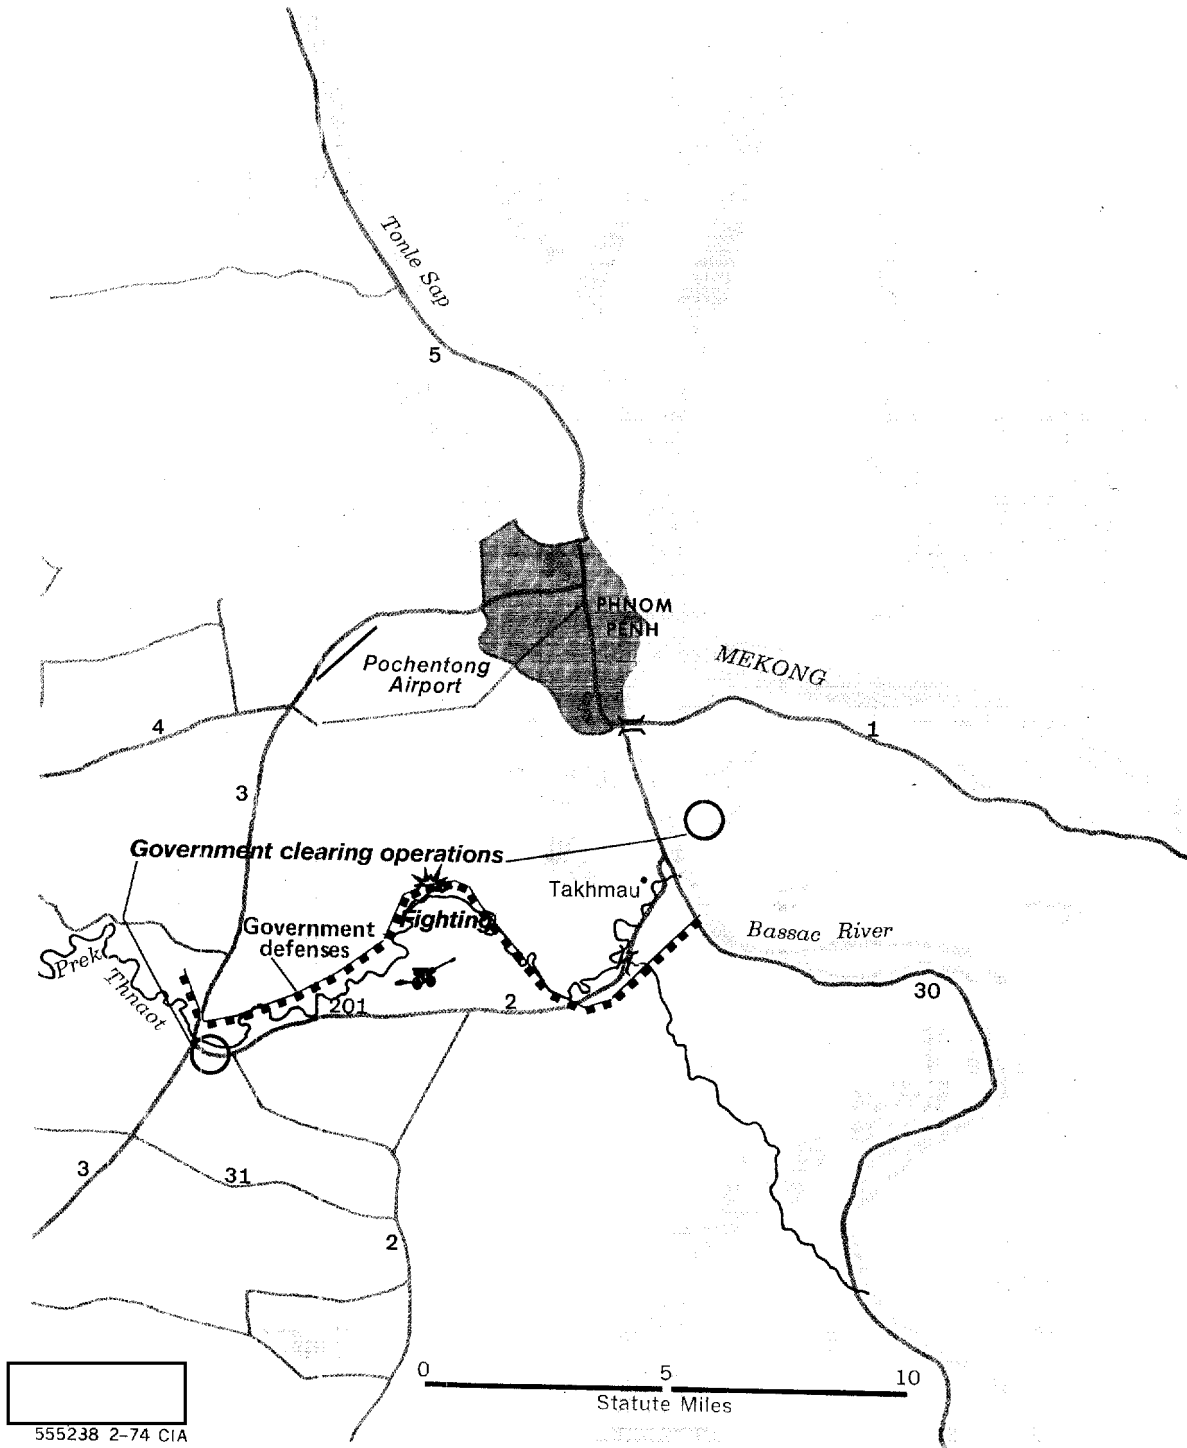 Tonle Sap
5
PHNOM
PENH
Pochentong
Airport
MEKONG
4
1
3
Government clearing operations
Takhmau
Fighting
Government
defenses
Bassac River
Prek
Thnaot
201
2
30
3
31
2
0 5 10
Statute Miles
555238 2-74 CIA